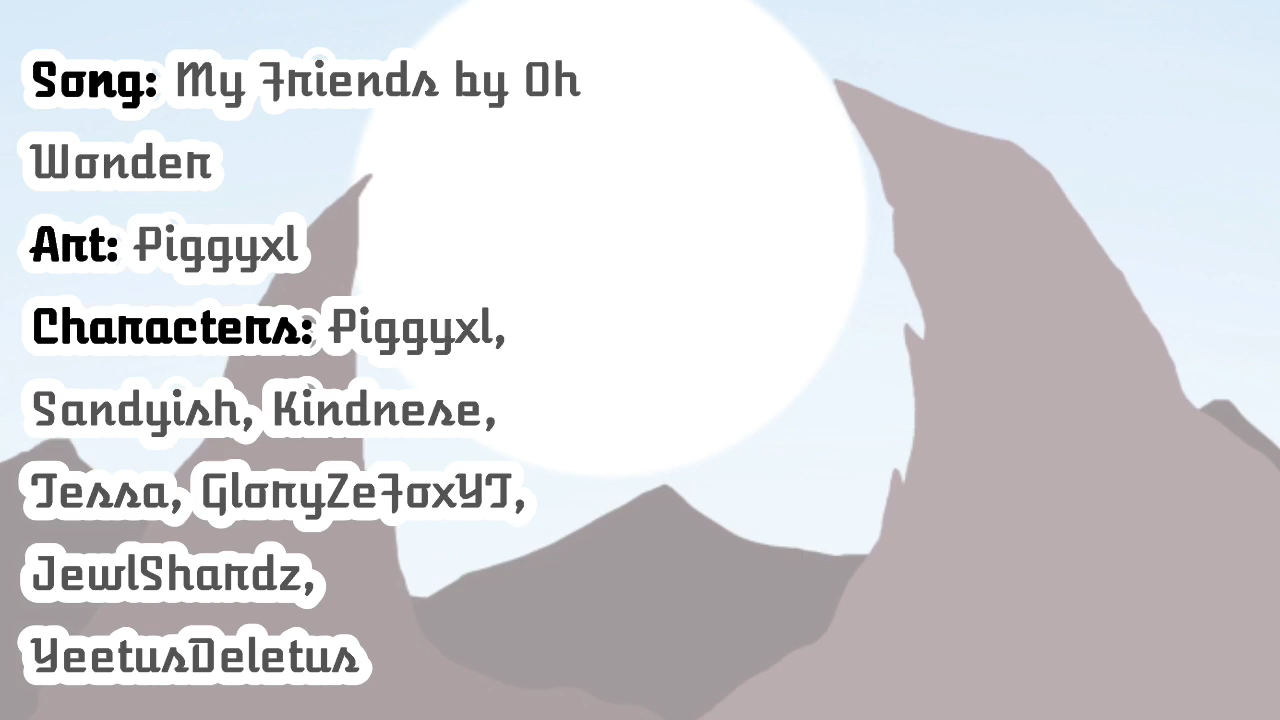 Song: My Friends by Oh
Wonder
Art: Piggyxl
Characters: Piggyxl,
Sandyish, Kindnese,
Tessa, GloryZeFoxYT,
JewlShardz,
YeetusDeletus